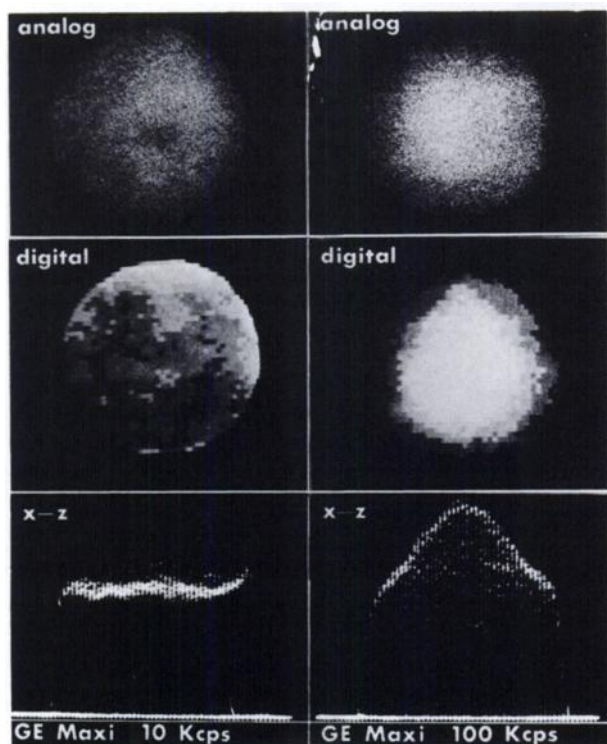 analog
analog
digital
digital
x-z
x-z
GE Maxi 10 Kcps
GE Maxi 100 Kcps